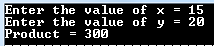 Enter the value of x = 15
Enter the value of y = 20
Product = 300